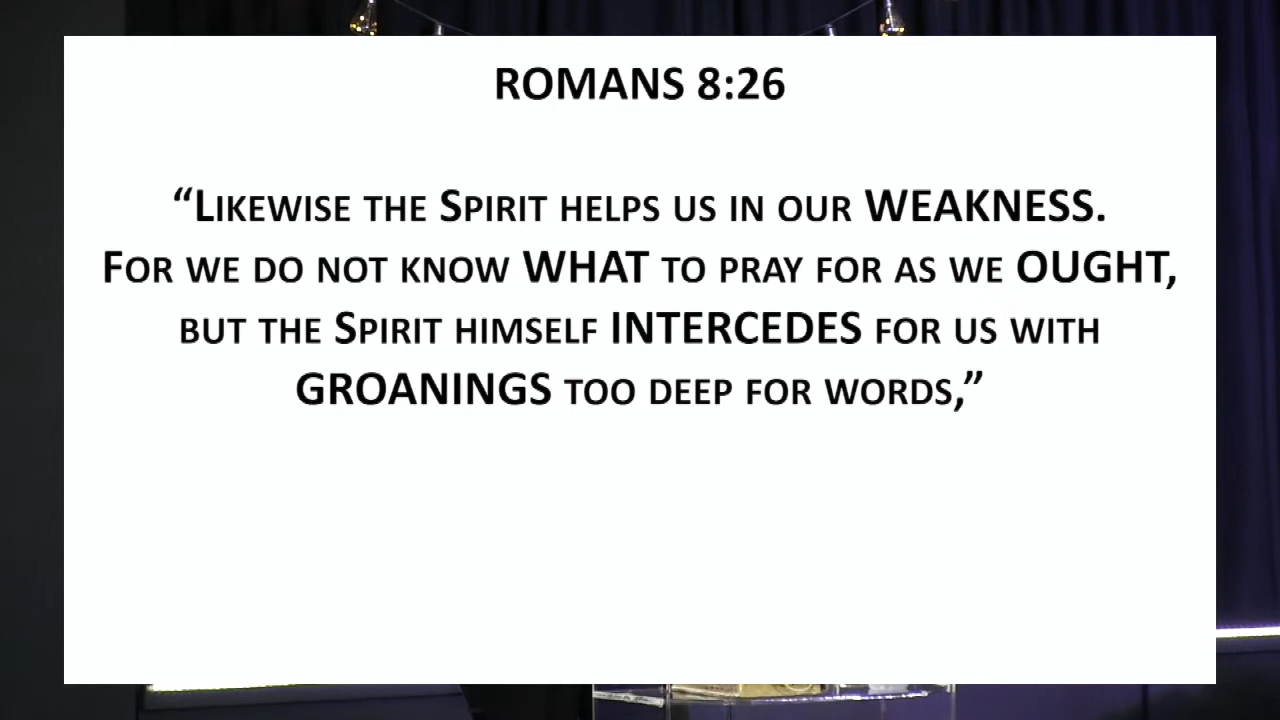 ROMANS 8:26
“Likewise the Spirit helps us in our WEAKNESS.
For we do not know WHAT to pray for as we OUGHT,
but the Spirit himself INTERCEDES for us with
GROANINGS too deep for words,”